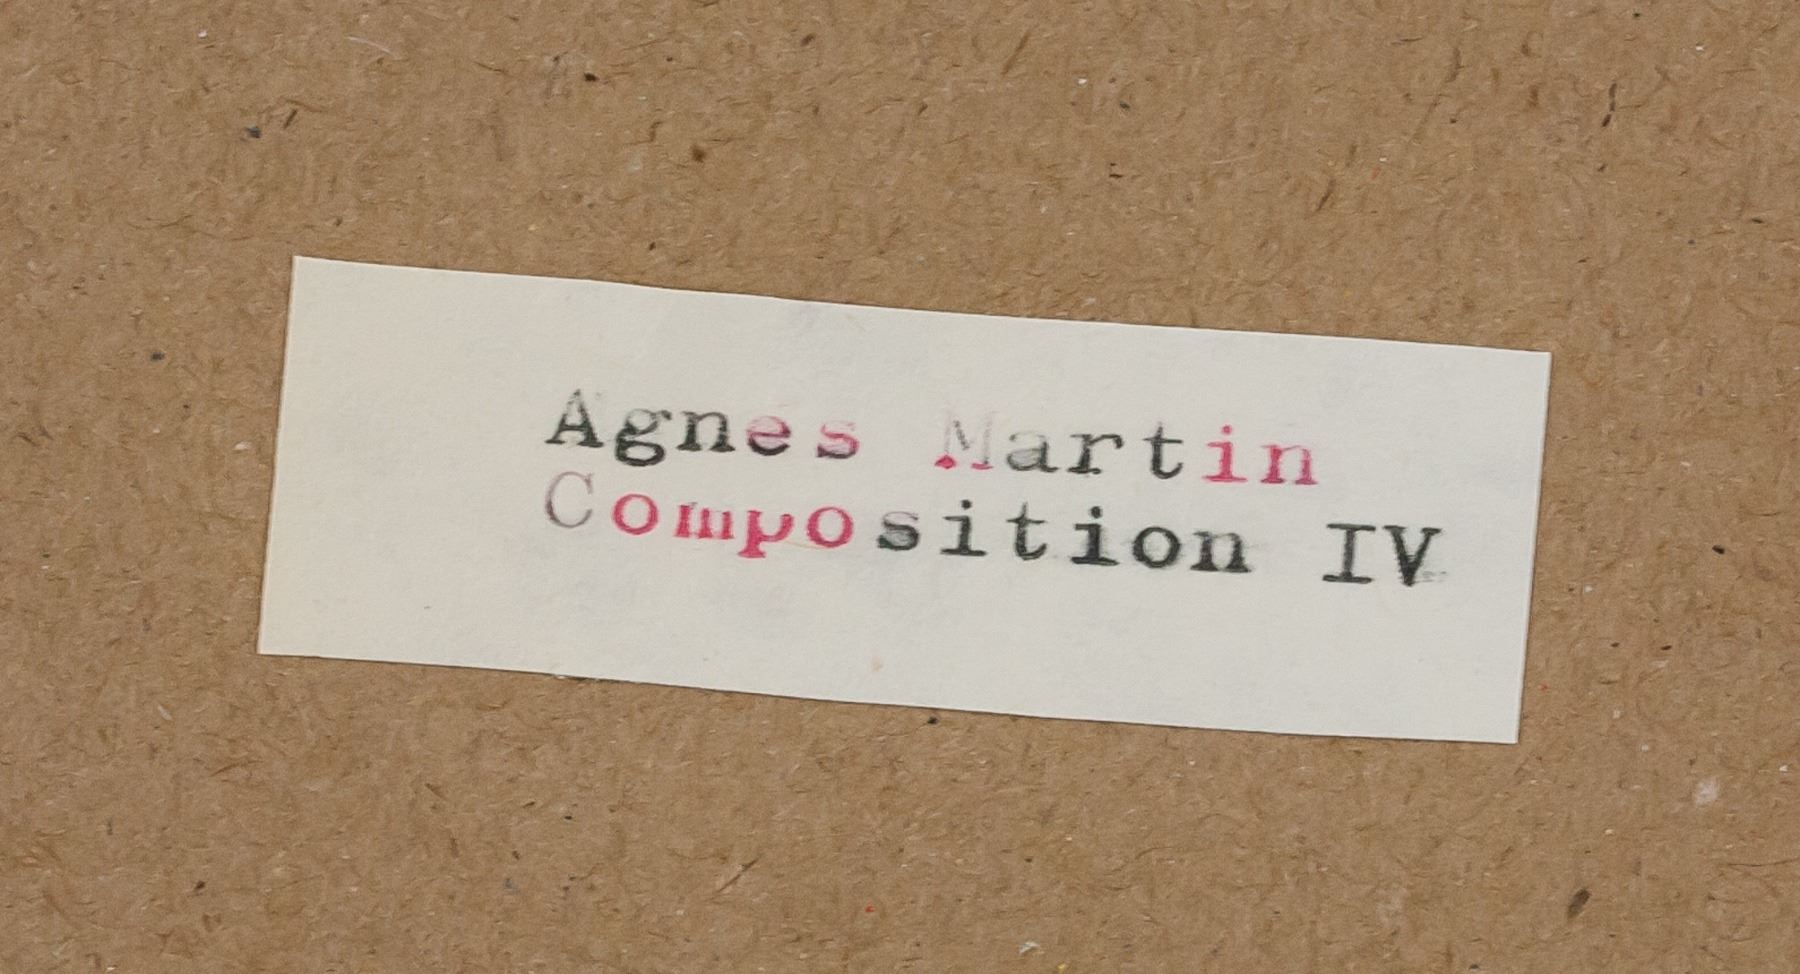 Agnes Martin
Composition IV